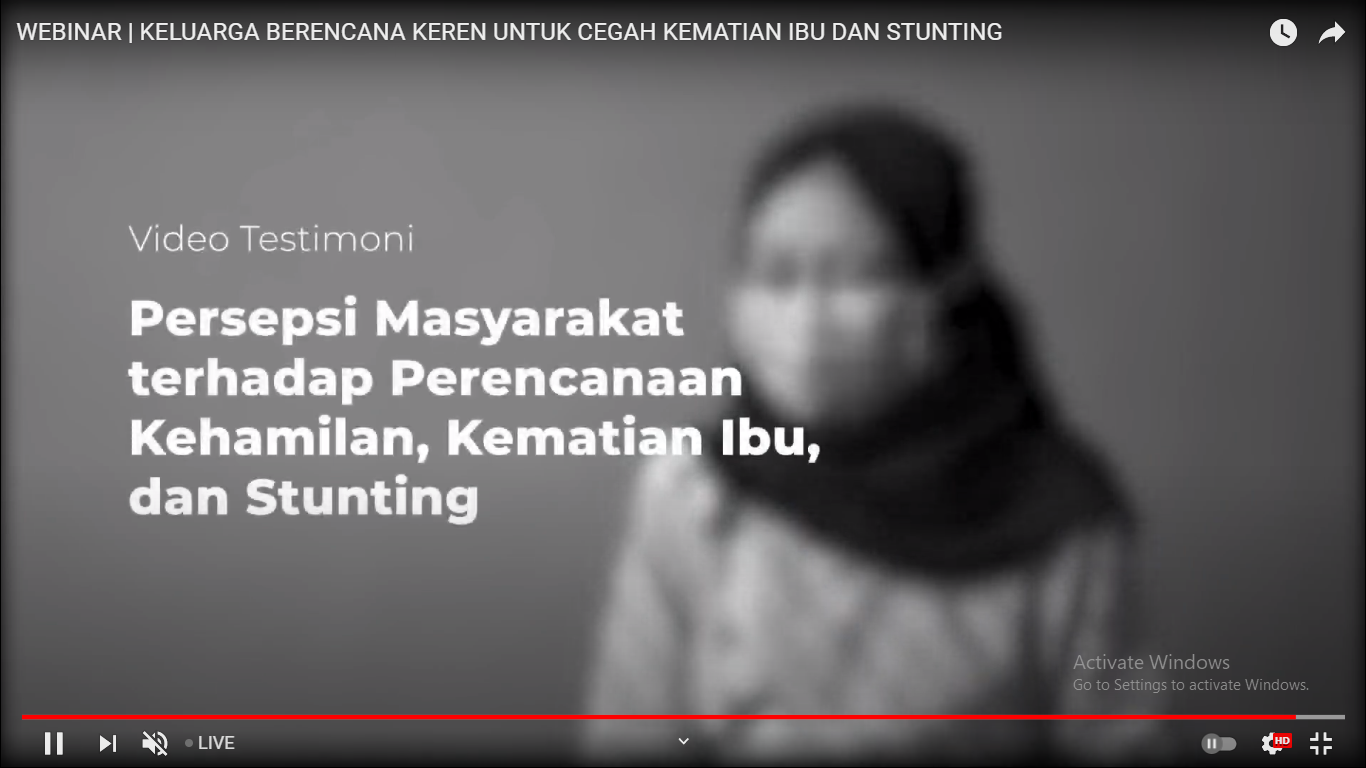 WEBINAR | KELUARGA BERENCANA KEREN UNTUK CEGAH KEMATIAN IBU DAN STUNTING
Video Testimoni
Persepsi Masyarakat
terhadap Perencanaan
Kehamilan, Kematian Ibu,
dan Stunting
Activate Windows
Go to Settings to activate Windows.
LIVE
HD